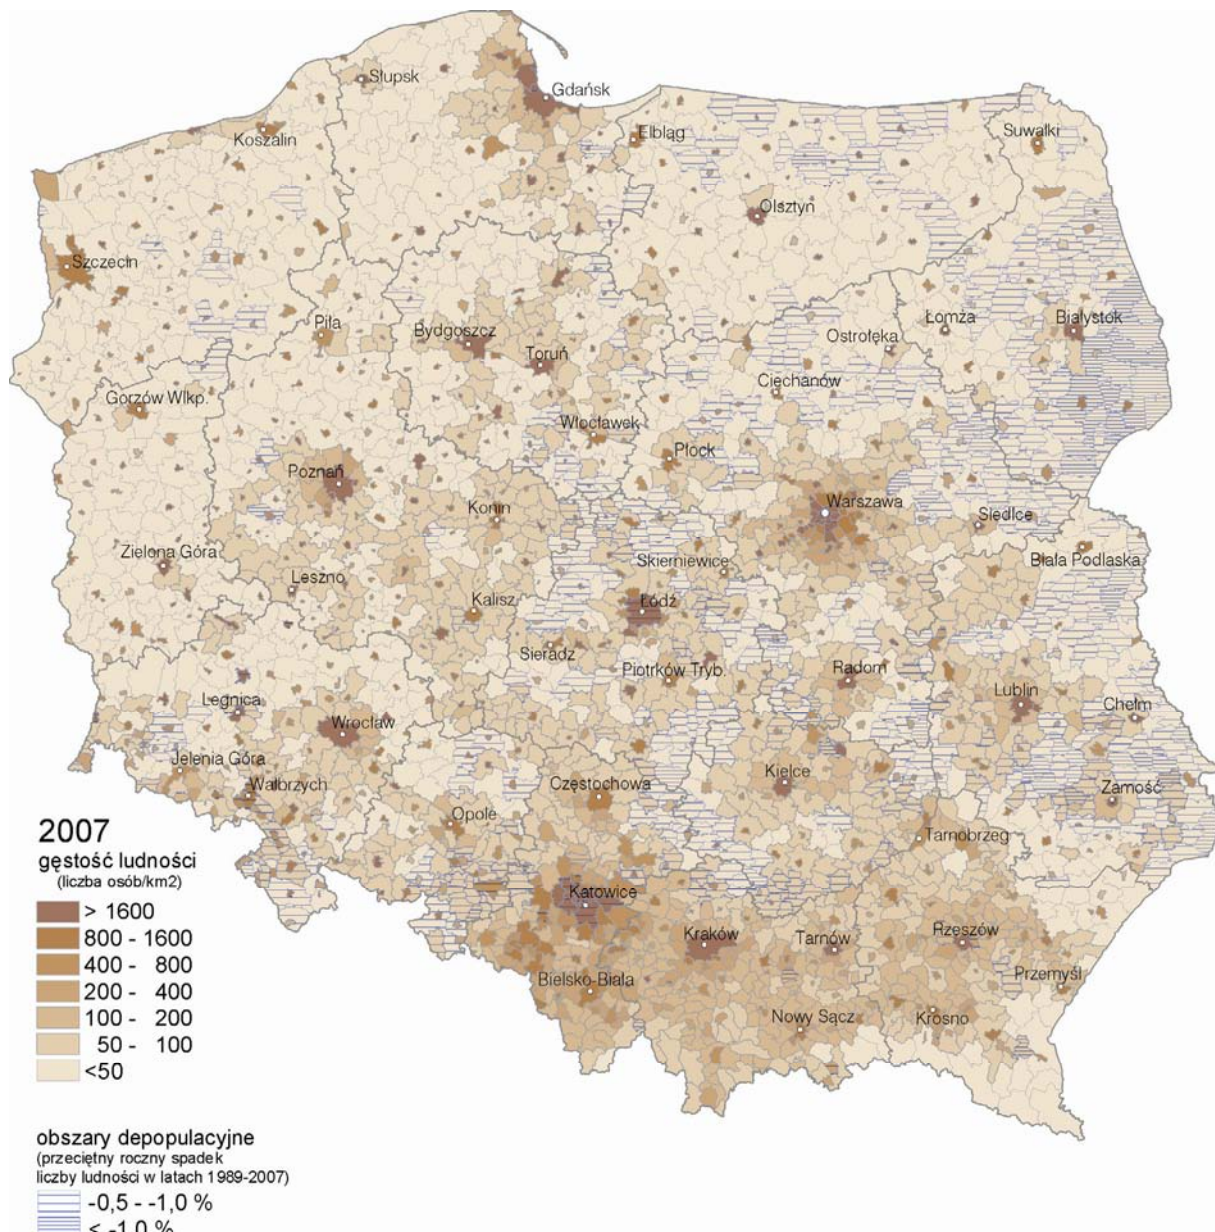 Słupsk
Gdańsk
Koszalin
Elbląg
Suwałki
Olsztyn
Szczecin
Piła
Bydgoszcz
Toruń
Ostrołęka
Łomża
Białystok
Ciechanów
Gorzów Wlkp.
Włocławek
Płock
Poznań
Konin
Warszawa
Siedlce
Zielona Góra
Leszno
Skierniewice
Biała Podlaska
Kalisz
Łódź
Sieradz
Piotrków Tryb.
Radom
Lublin
Chełm
Legnica
Wrocław
Jelenia Góra
Wałbrzych
Częstochowa
Kielce
Zamość
Opole
Tarnobrzeg
Katowice
Kraków
Tarnów
Rzeszów
Bielsko-Biała
Przemyśl
Nowy Sącz
Krosno
2007
gęstość ludności
(liczba osób/km2)
> 1600
800 - 1600
400 - 800
200 - 400
100 - 200
50 - 100
<50
obszary depopulacyjne
(przeciętny roczny spadek
liczby ludności w latach 1989-2007)
-0,5 - -1,0 %
< -1,0 %